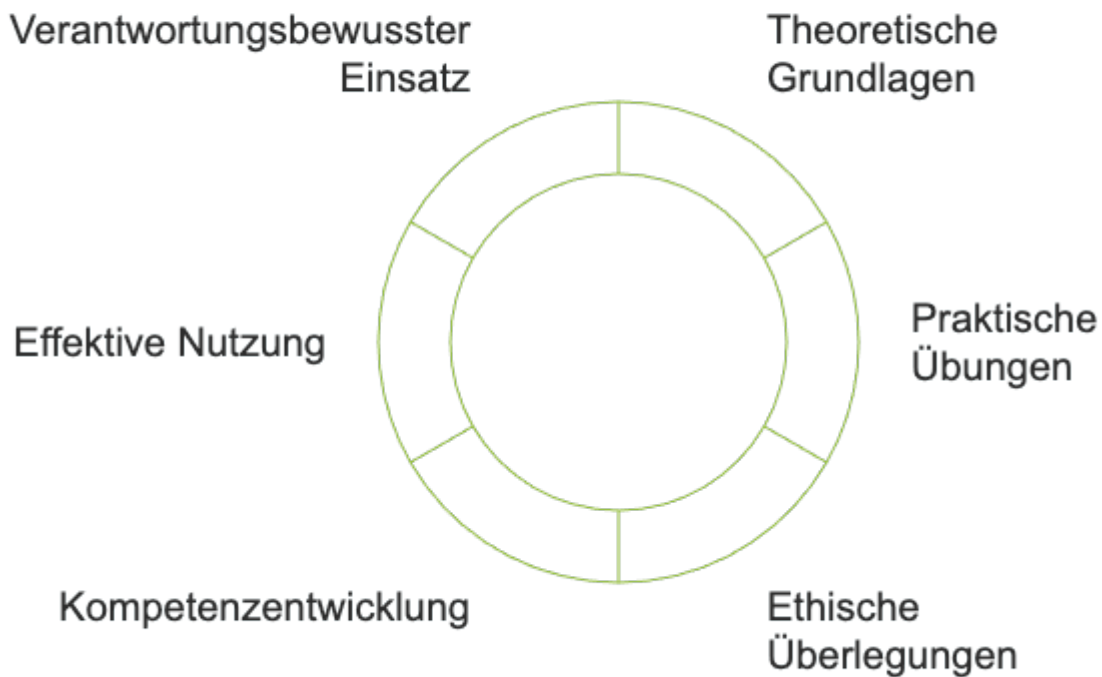 Verantwortungsbewusster
Einsatz
Theoretische
Grundlagen
Effektive Nutzung
Praktische
Übungen
Kompetenzentwicklung
Ethische
Überlegungen